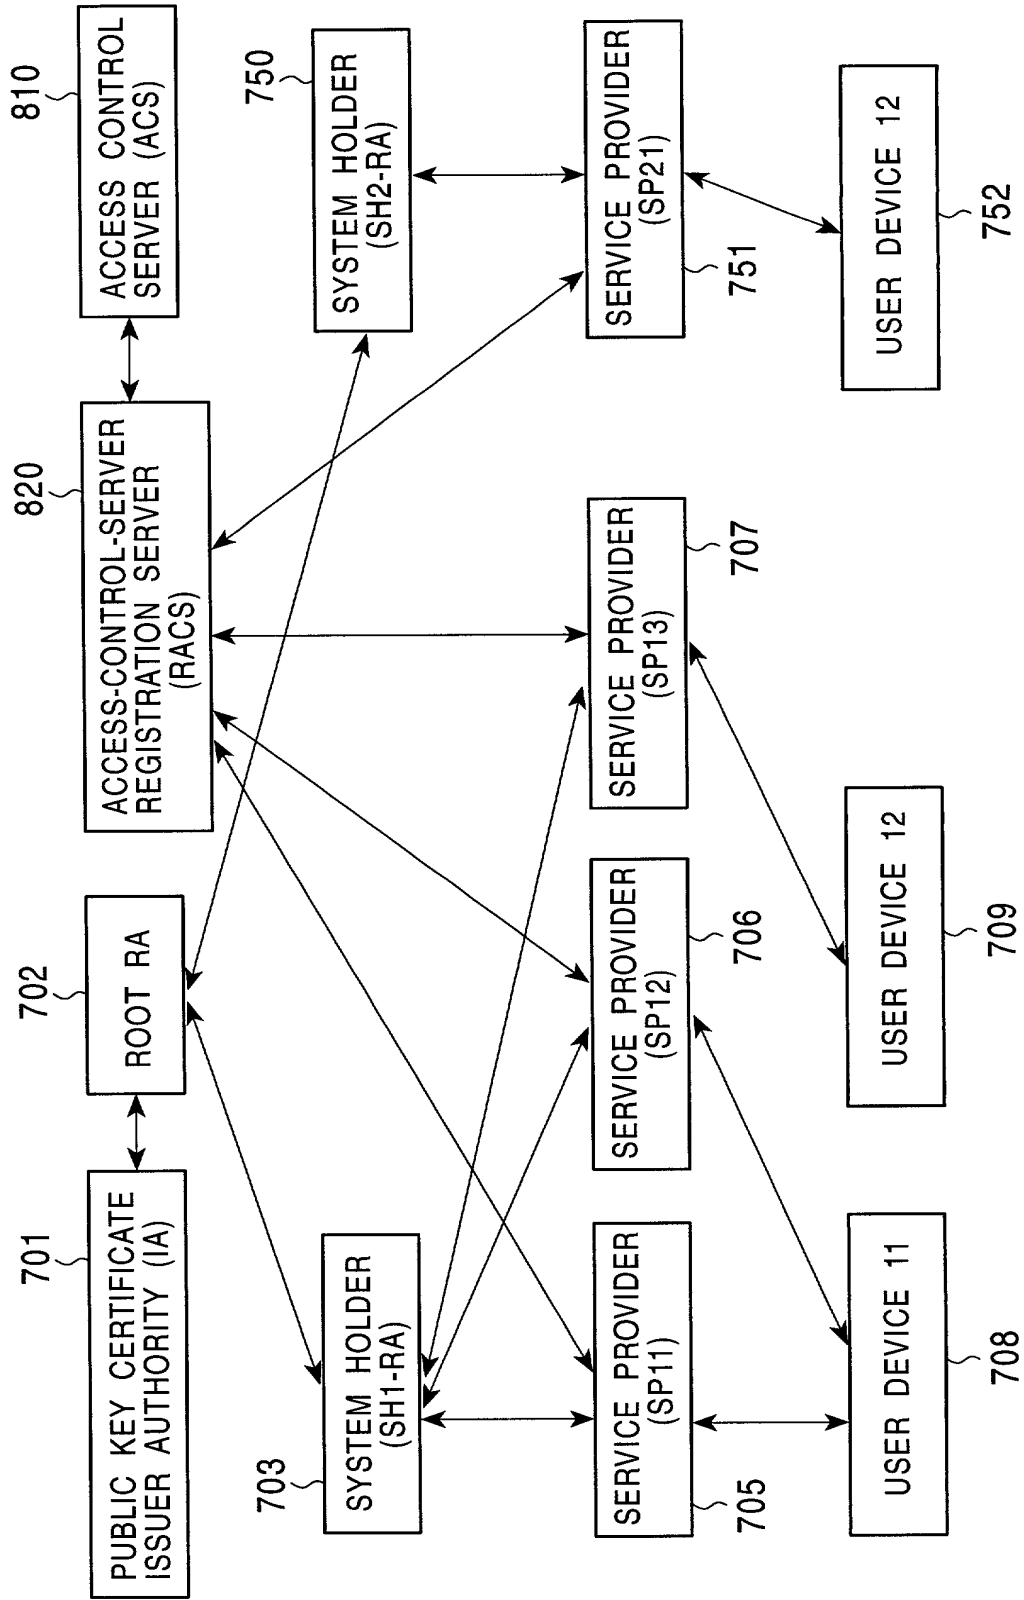 701
PUBLIC KEY CERTIFICATE
ISSUER AUTHORITY (IA)
702
ROOT RA
820
ACCESS-CONTROL-SERVER
REGISTRATION SERVER
(RACS)
810
ACCESS CONTROL
SERVER (ACS)
703
SYSTEM HOLDER
(SH1-RA)
750
SYSTEM HOLDER
(SH2-RA)
705
SERVICE PROVIDER
(SP11)
706
SERVICE PROVIDER
(SP12)
707
SERVICE PROVIDER
(SP13)
751
SERVICE PROVIDER
(SP21)
708
USER DEVICE 11
709
USER DEVICE 12
752
USER DEVICE 12